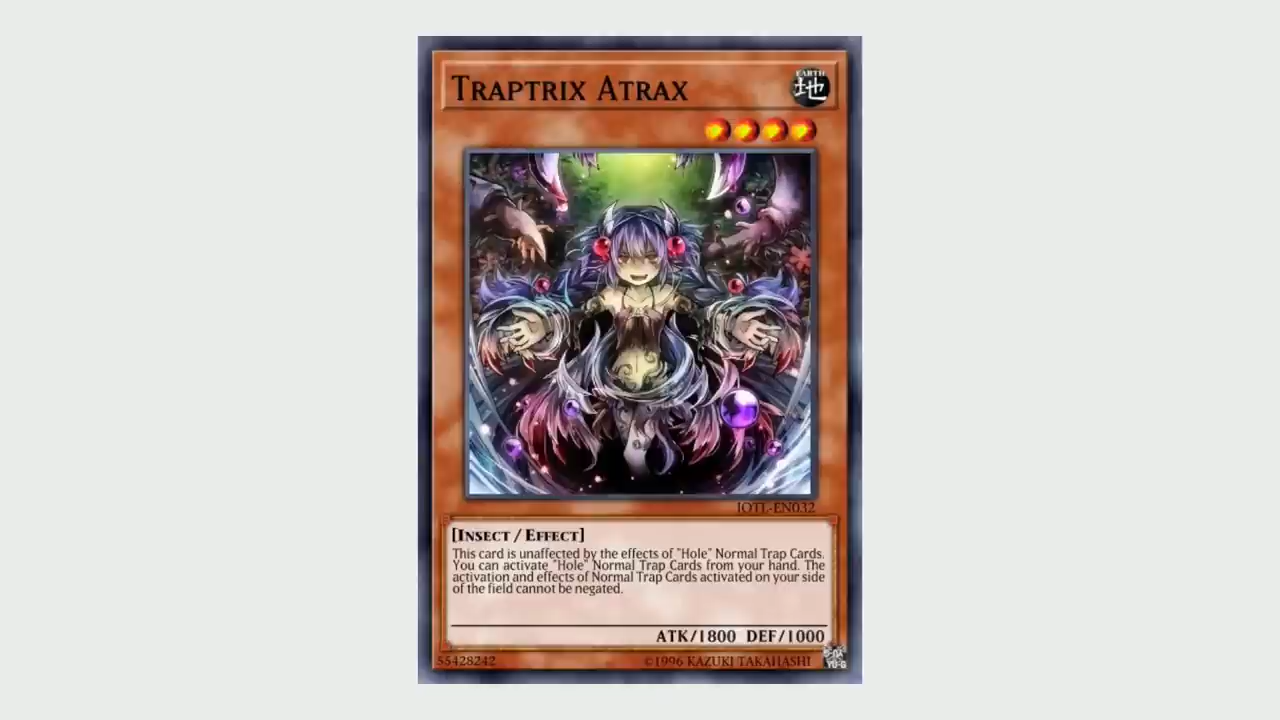 Traptrix Atrax
EARTH
地
IOTL-EN032
[Insect / Effect]
This card is unaffected by the effects of "Hole" Normal Trap Cards.
You can activate "Hole" Normal Trap Cards from your hand. The
activation and effects of Normal Trap Cards activated on your side
of the field cannot be negated.
ATK/1800 DEF/1000
55428242
©1996 KAZUKI TAKAHASHI